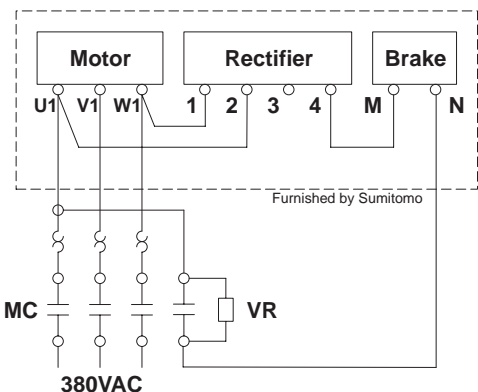 Motor Rectifier Brake
U1 V1 W1 1 2 3 4 M N
Furnished by Sumitomo
MC VR
380VAC